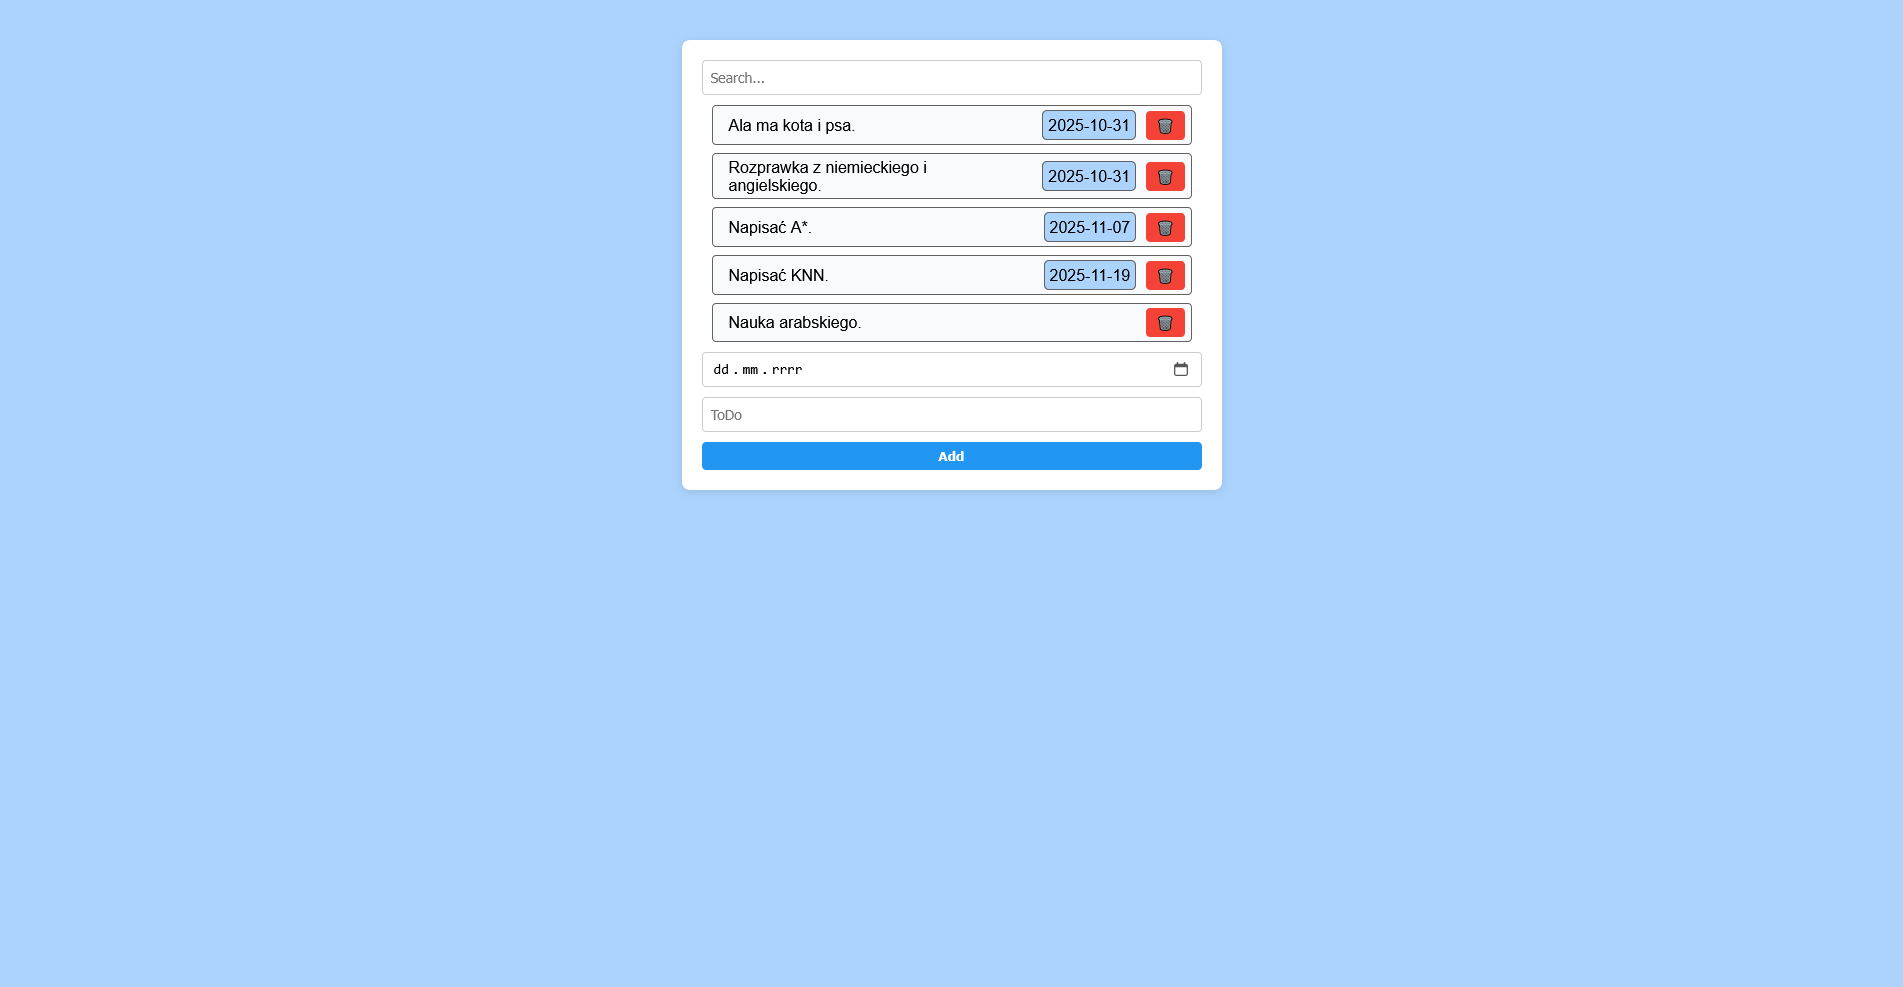 Search...
Ala ma kota i psa. 2025-10-31
Rozprawka z niemieckiego i
angielskiego. 2025-10-31
Napisać A*. 2025-11-07
Napisać KNN. 2025-11-19
Nauka arabskiego.
dd.mm.rrrr
ToDo
Add